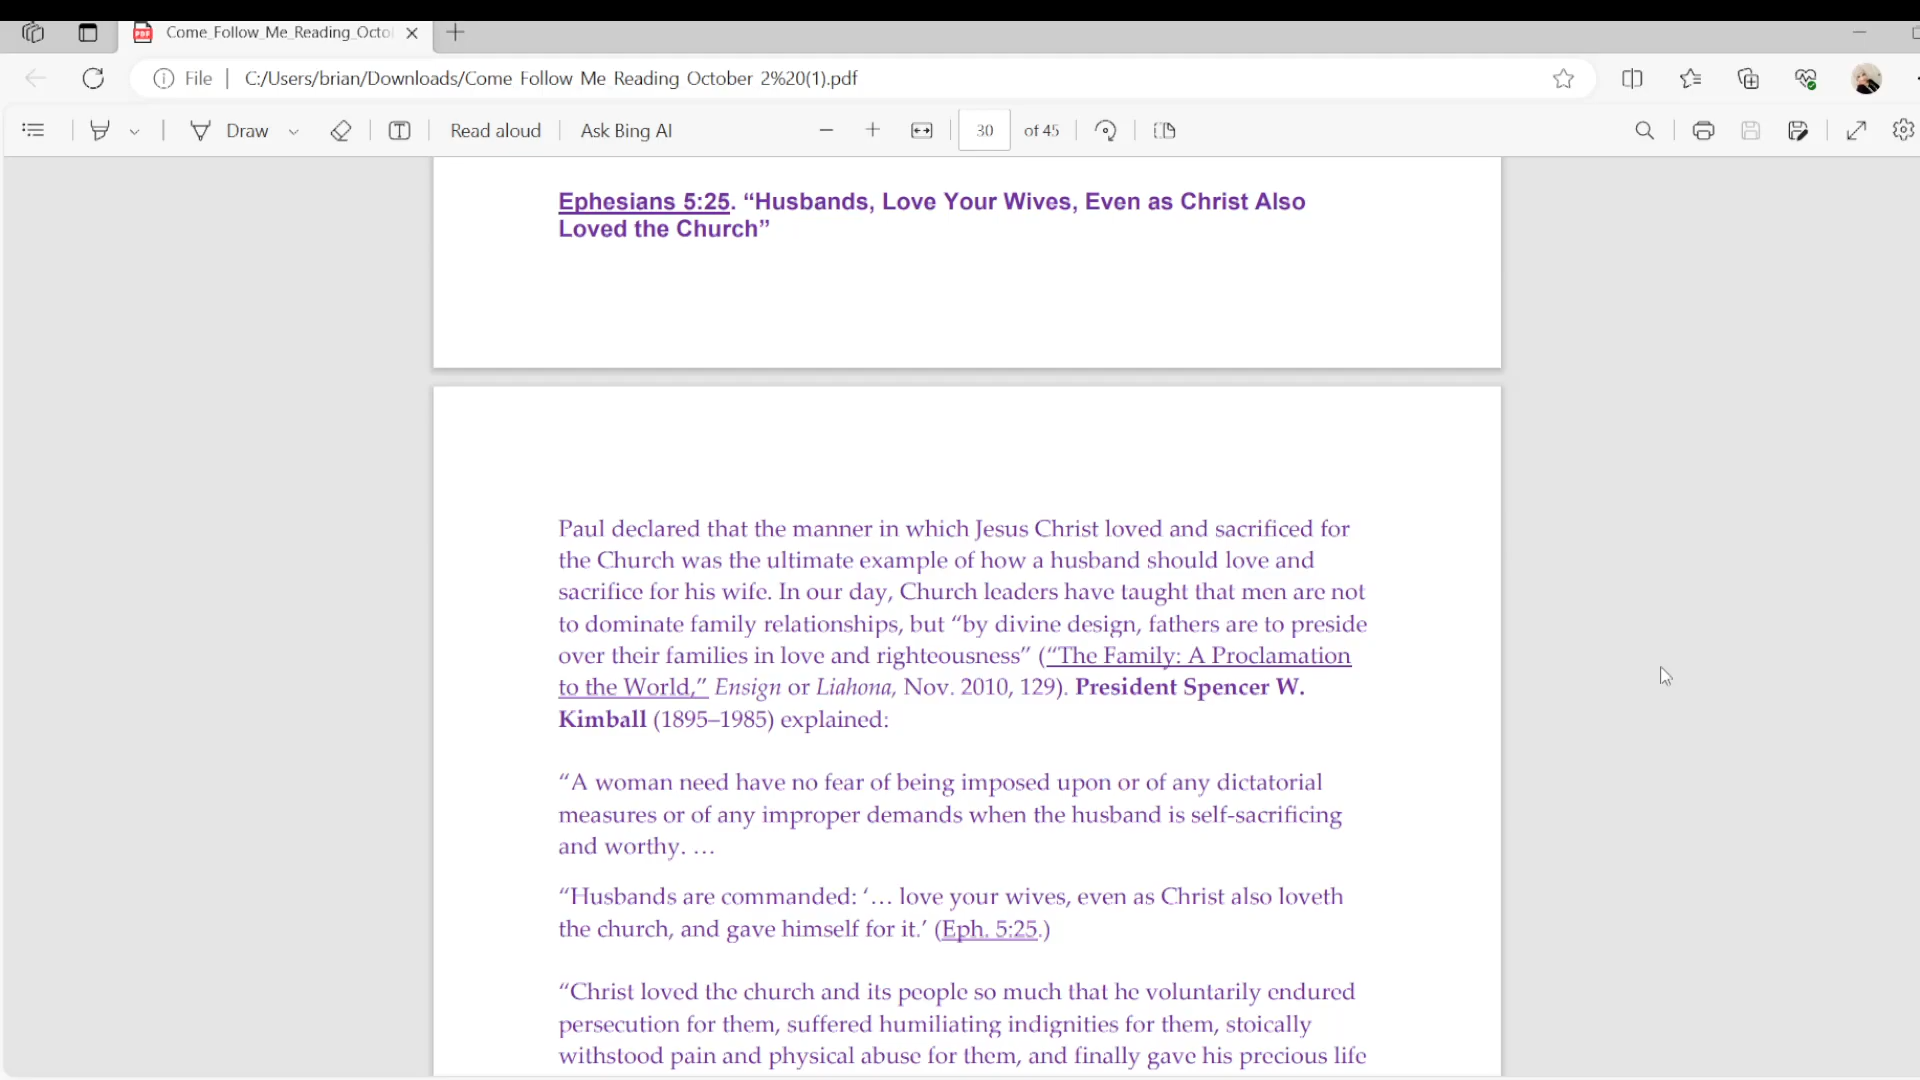 PDF
Come_Follow_Me_Reading_Octo
File | C:/Users/brian/Downloads/Come Follow Me Reading October 2%20(1).pdf
Draw
Read aloud
Ask Bing AI
30 of 45
Ephesians 5:25. “Husbands, Love Your Wives, Even as Christ Also
Loved the Church”
Paul declared that the manner in which Jesus Christ loved and sacrificed for
the Church was the ultimate example of how a husband should love and
sacrifice for his wife. In our day, Church leaders have taught that men are not
to dominate family relationships, but “by divine design, fathers are to preside
over their families in love and righteousness” (“The Family: A Proclamation
to the World,” Ensign or Liahona, Nov. 2010, 129). President Spencer W.
Kimball (1895–1985) explained:
“A woman need have no fear of being imposed upon or of any dictatorial
measures or of any improper demands when the husband is self-sacrificing
and worthy. …
“Husbands are commanded: ‘… love your wives, even as Christ also loveth
the church, and gave himself for it.’ (Eph. 5:25.)
“Christ loved the church and its people so much that he voluntarily endured
persecution for them, suffered humiliating indignities for them, stoically
withstood pain and physical abuse for them, and finally gave his precious life